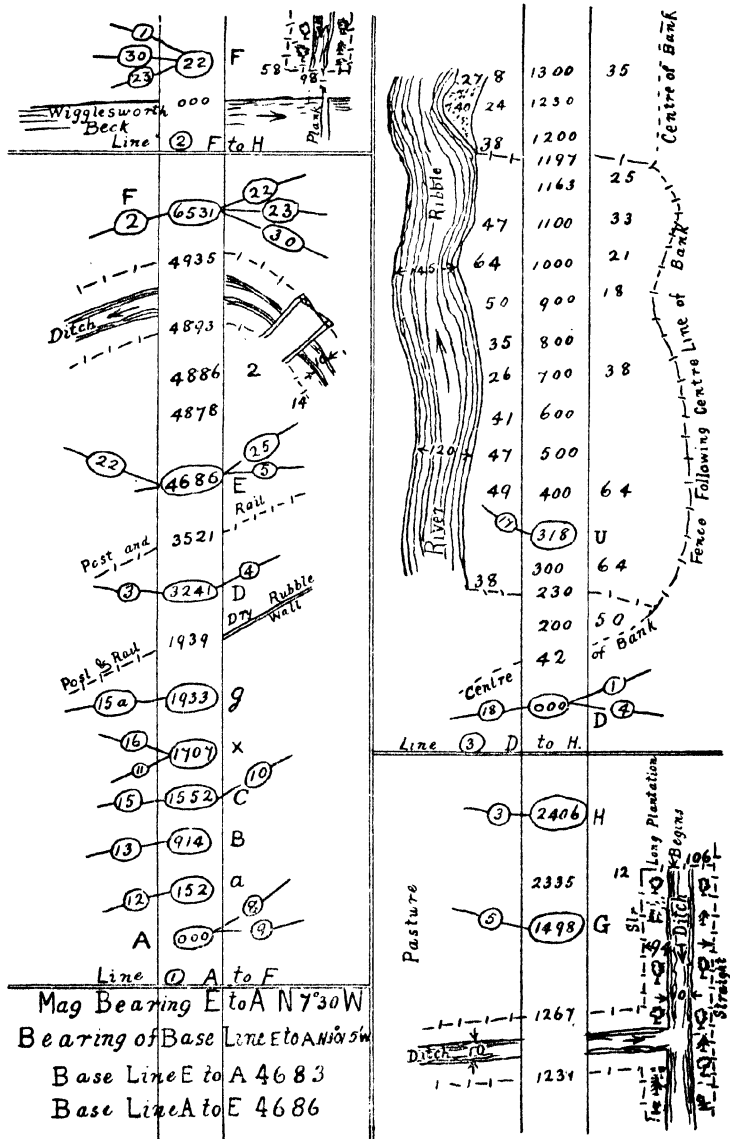 1
30
22 F
23
58 98
000
Wigglesworth
Beck
Plank
Line 2 F to H
F
2 6531 22
23
30
4935
Ditch
4893
4886 2
10
14
4878
22 4686 25
5
E
Post and 3521 Rail
3 3241 4
D
Dry Rubble
Wall
Post & Rail 1939
15a 1933 g
16
11
1707 x
15 1552 C 10
13 914 B
12 152 a
A 000 8
9
Line 1 A to F
Mag Bearing E to A N 7°30 W
Bearing of Base Line E to A
Base Line E to A 4683
Base Line A to E 4686
27 8 1300 35
140 24 1230
38 1200
1197
1163 25
47 1100 33
64 1000 21
145
50 900 18
35 800
26 700 38
41 600
120 47 500
49 400 64
17 318 U
300 64
38 230
200 50
42
Centre of Bank
18 000 1
4
D
Ribble
River
Centre of Bank
Fence Following Centre Line of Bank
Line 3 D to H.
3 2406 H
2335 12
5 1498 G
1267
Ditch 10
1231
Pasture
Long Plantation
Begins
106
Ditch
94
Straight